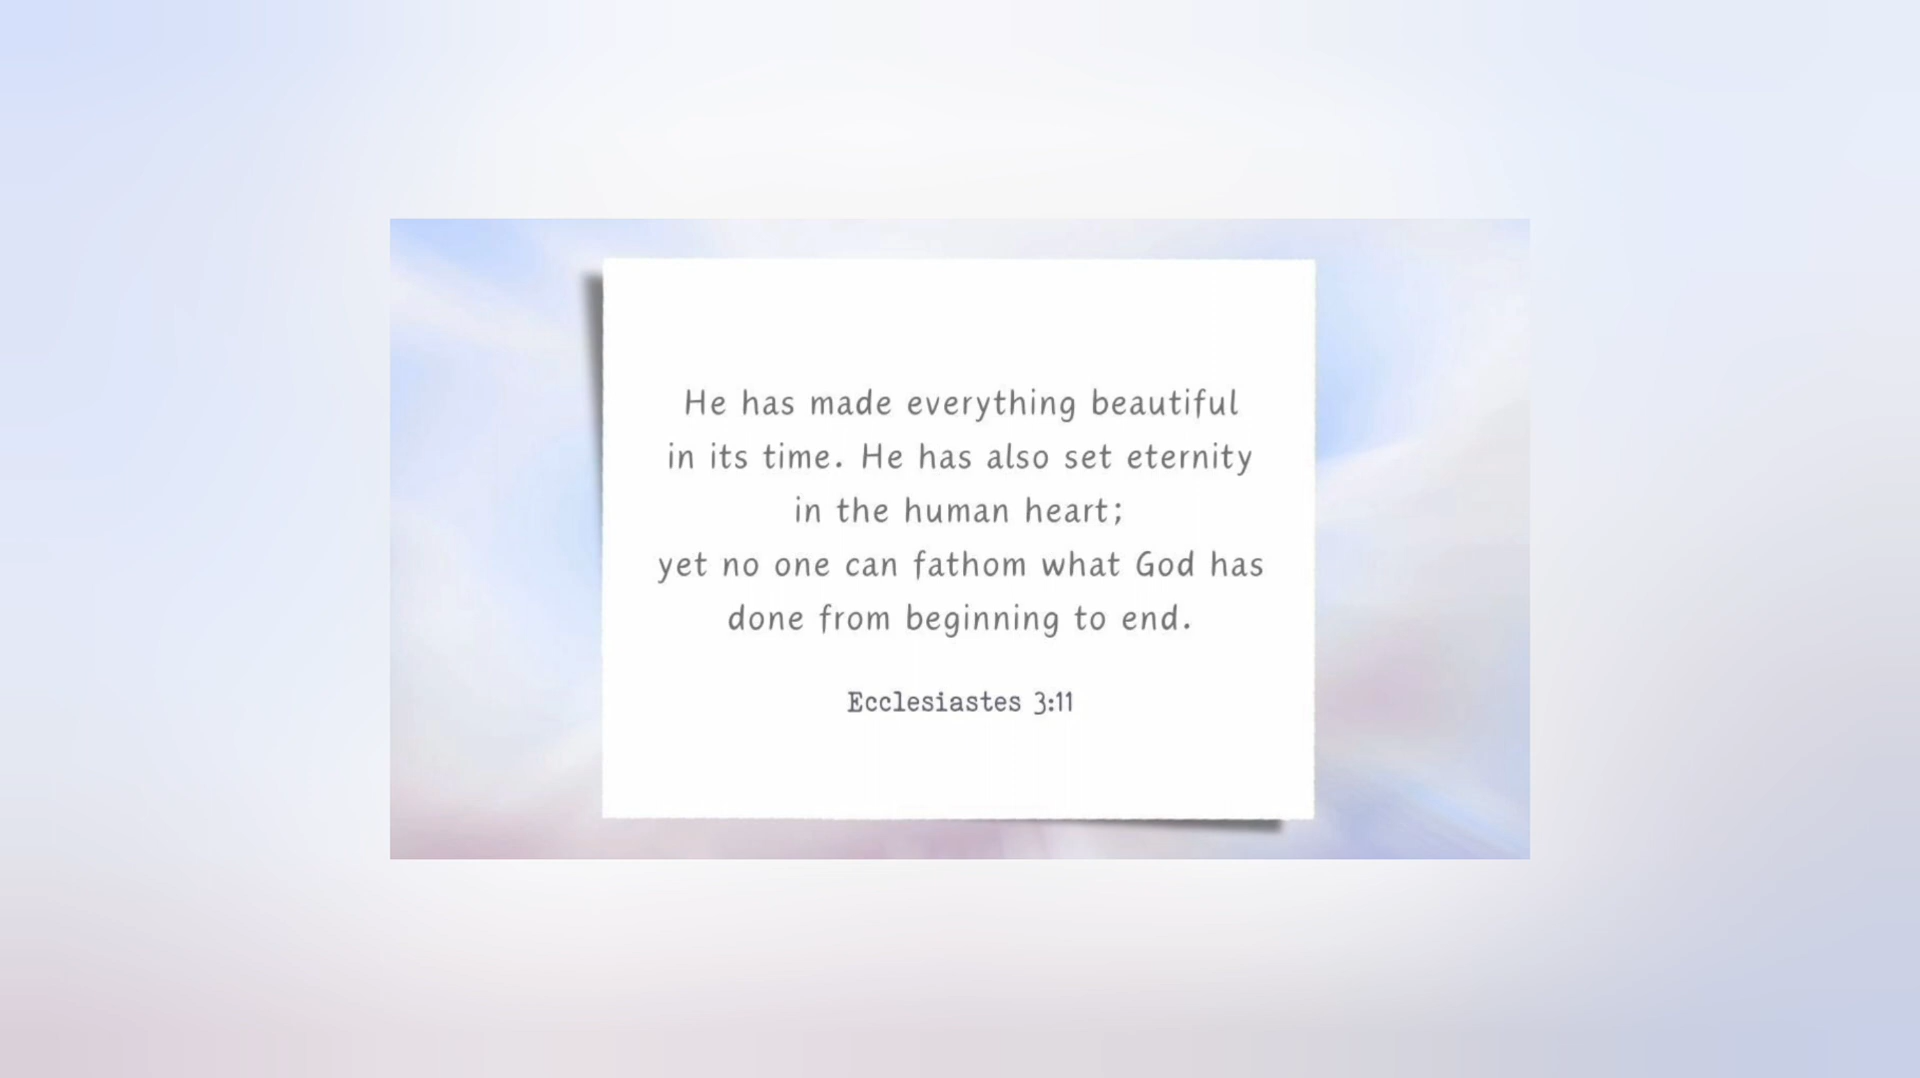 He has made everything beautiful
in its time. He has also set eternity
in the human heart;
yet no one can fathom what God has
done from beginning to end.
Ecclesiastes 3:11